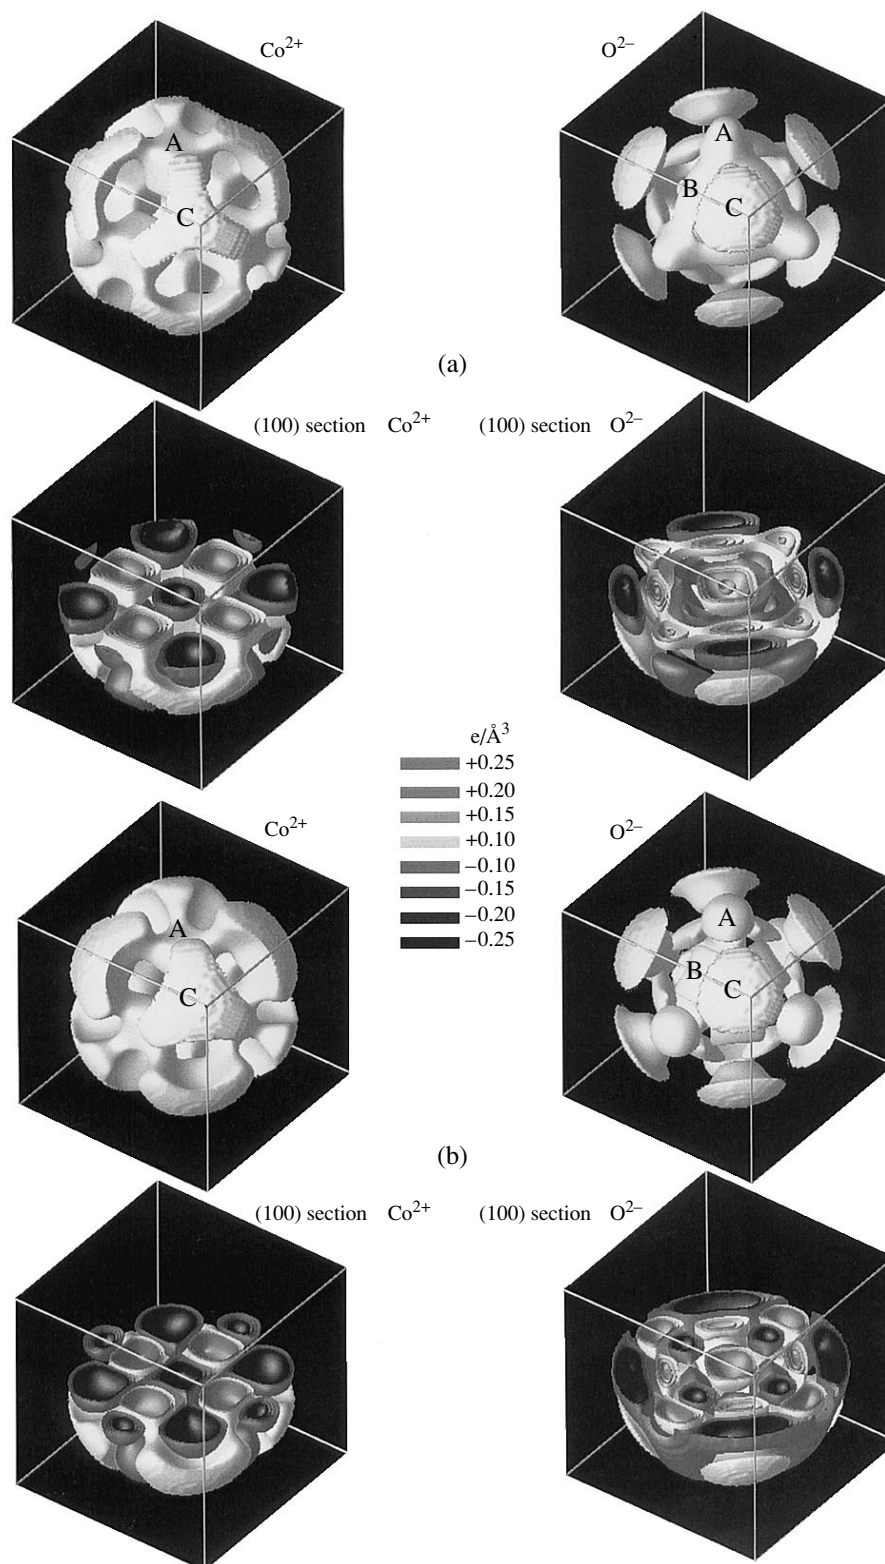 Co²⁺ O²⁻
A A
B
C C
(a)
(100) section Co²⁺ (100) section O²⁻
e/Å³
+0.25
+0.20
+0.15
+0.10
−0.10
−0.15
−0.20
−0.25
Co²⁺ O²⁻
A A
B
C C
(b)
(100) section Co²⁺ (100) section O²⁻